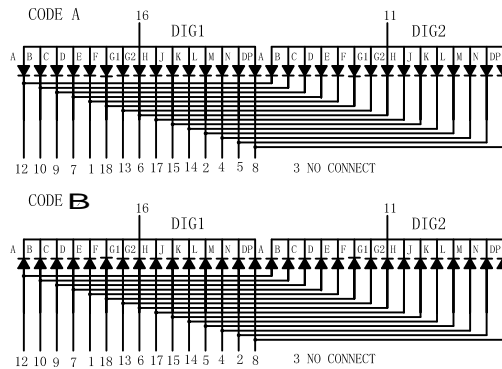 CODE A
16
11
DIG1
DIG2
A B C D E F G1 G2 H J K L M N DP A B C D E F G1 G2 H J K L M N DP
12 10 9 7 1 18 13 6 17 15 14 2 4 5 8
3 NO CONNECT
CODE B
16
11
DIG1
DIG2
A B C D E F G1 G2 H J K L M N DP A B C D E F G1 G2 H J K L M N DP
12 10 9 7 1 18 13 6 17 15 14 5 4 2 8
3 NO CONNECT